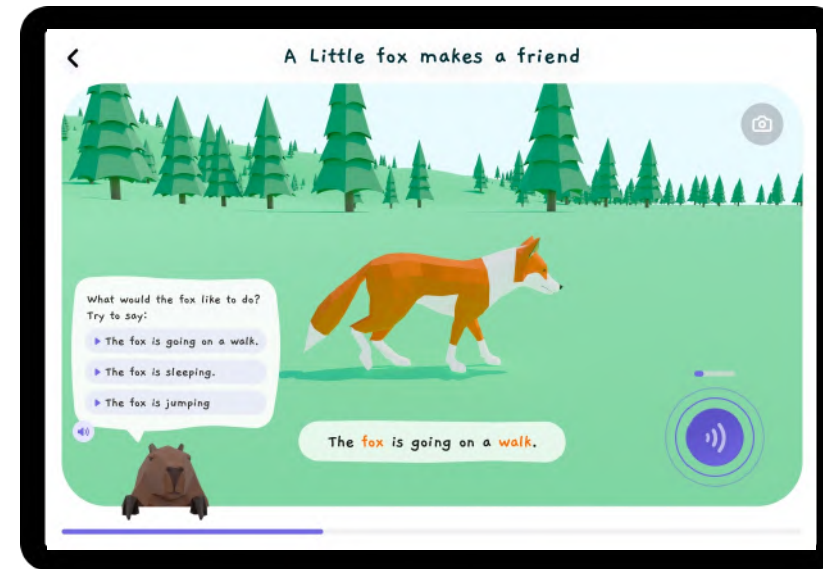 A Little fox makes a friend
What would the fox like to do?
Try to say:
The fox is going on a walk.
The fox is sleeping.
The fox is jumping
The fox is going on a walk.